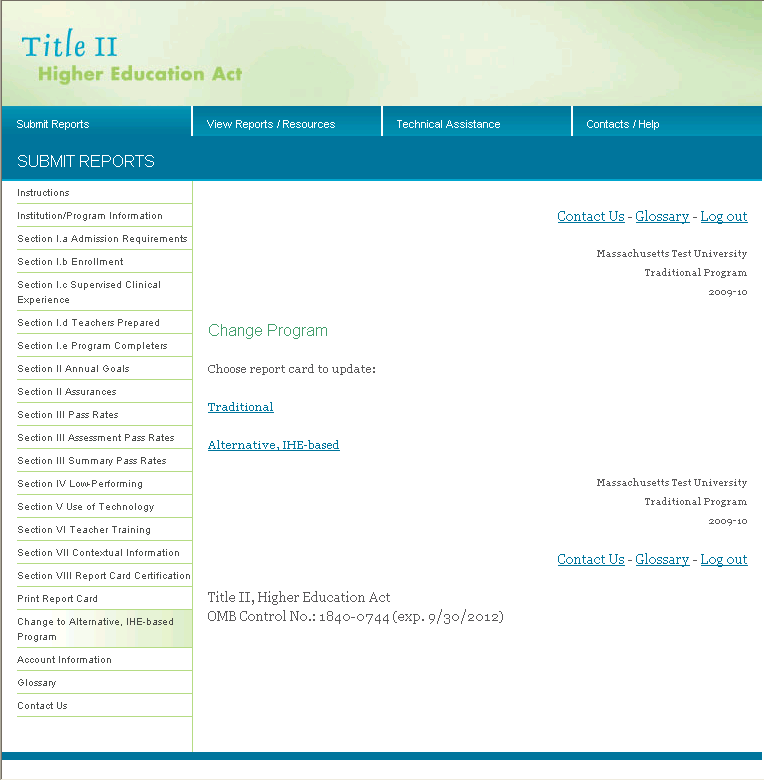 Title II
Higher Education Act
Submit Reports
View Reports / Resources
Technical Assistance
Contacts / Help
SUBMIT REPORTS
Instructions
Institution/Program Information
Section I.a Admission Requirements
Section I.b Enrollment
Section I.c Supervised Clinical
Experience
Section I.d Teachers Prepared
Section I.e Program Completers
Section II Annual Goals
Section II Assurances
Section III Pass Rates
Section III Assessment Pass Rates
Section III Summary Pass Rates
Section IV Low-Performing
Section V Use of Technology
Section VI Teacher Training
Section VII Contextual Information
Section VIII Report Card Certification
Print Report Card
Change to Alternative, IHE-based
Program
Account Information
Glossary
Contact Us
Contact Us - Glossary - Log out
Massachusetts Test University
Traditional Program
2009-10
Change Program
Choose report card to update:
Traditional
Alternative, IHE-based
Massachusetts Test University
Traditional Program
2009-10
Contact Us - Glossary - Log out
Title II, Higher Education Act
OMB Control No.: 1840-0744 (exp. 9/30/2012)